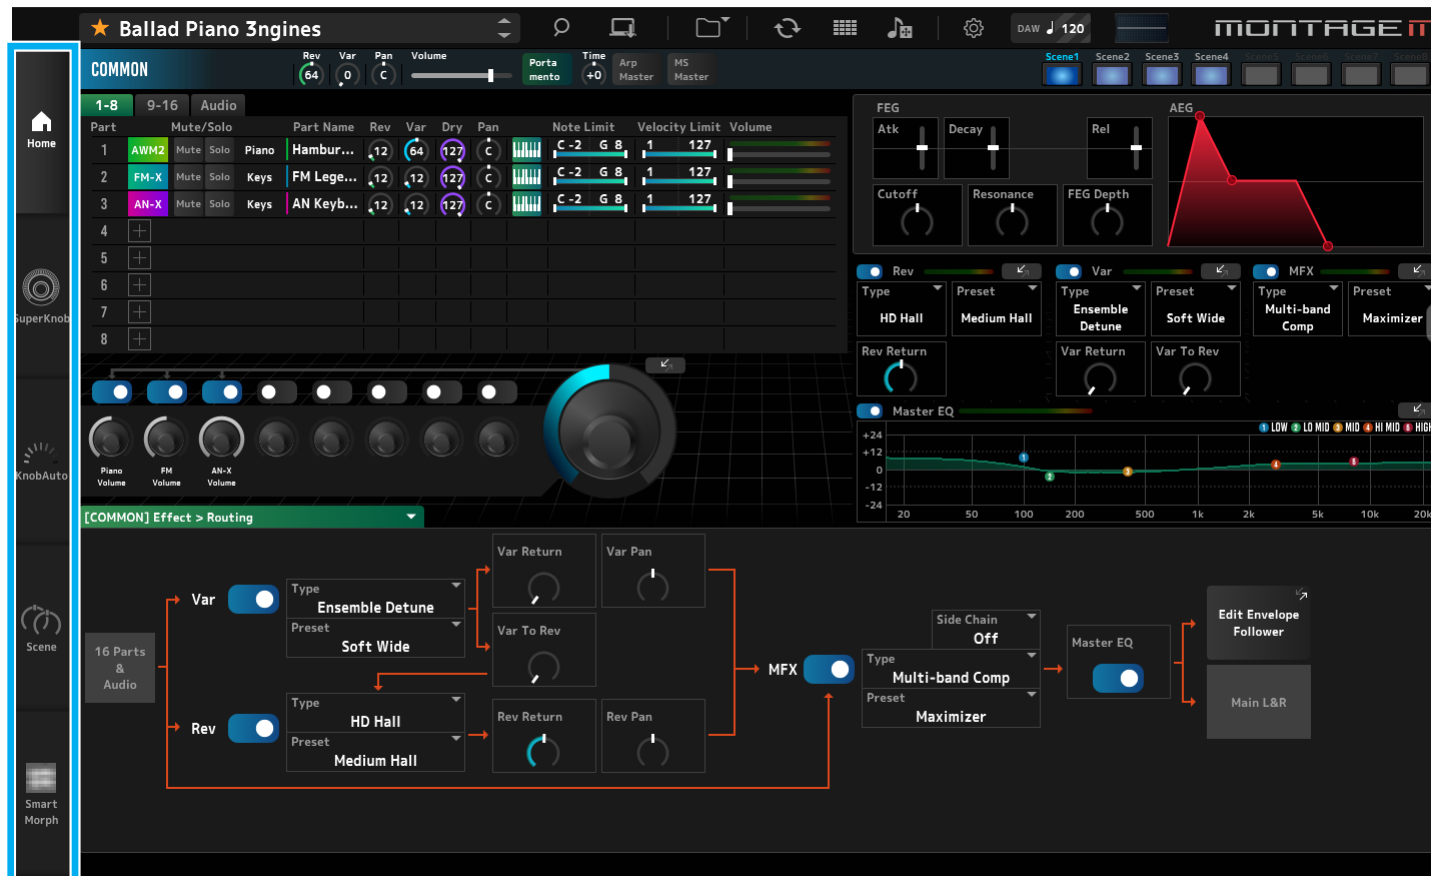 Ballad Piano 3ngines
DAW 120
MONTAGE M
COMMON
Rev Var Pan Volume
64 0 C
Porta mento
Time +0
Arp Master
MS Master
Scene1 Scene2 Scene3 Scene4 Scene5 Scene6 Scene7 Scene8
Home
SuperKnob
KnobAuto
Scene
Smart
Morph
1-8 9-16 Audio
Part Mute/Solo Part Name Rev Var Dry Pan Note Limit Velocity Limit Volume
1 AWM2 Mute Solo Piano Hambur... 12 64 127 C C -2 G 8 1 127
2 FM-X Mute Solo Keys FM Lege... 12 12 127 C C -2 G 8 1 127
3 AN-X Mute Solo Keys AN Keyb... 12 12 127 C C -2 G 8 1 127
4
5
6
7
8
FEG
AEG
Atk Decay Rel
Cutoff Resonance FEG Depth
Rev Var MFX
Type Preset Type Preset Type Preset
HD Hall Medium Hall Ensemble Detune Soft Wide Multi-band Comp Maximizer
Rev Return Var Return Var To Rev
Piano Volume
FM Volume
AN-X Volume
Master EQ
1 LOW 2 LO MID 3 MID 4 HI MID 5 HIGH
+24
+12
0
-12
-24
20 50 100 200 500 1k 2k 5k 10k 20k
[COMMON] Effect > Routing
16 Parts
&
Audio
Var
Type
Ensemble Detune
Preset
Soft Wide
Var Return
Var Pan
Var To Rev
Rev
Type
HD Hall
Preset
Medium Hall
Rev Return
Rev Pan
MFX
Side Chain
Off
Type
Multi-band Comp
Preset
Maximizer
Master EQ
Edit Envelope
Follower
Main L&R